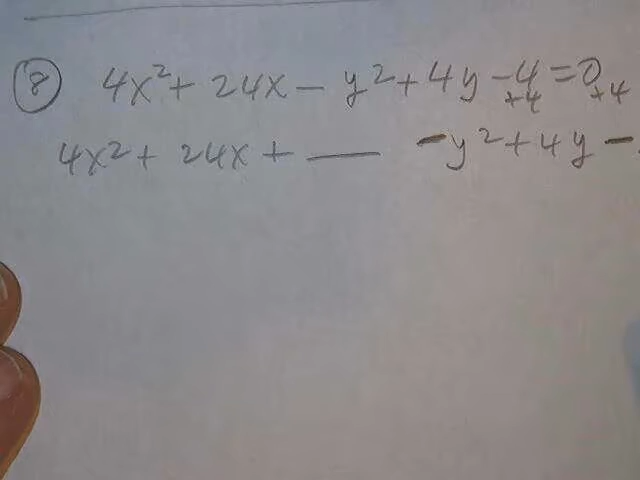 ⑧ 4x² + 24x − y² + 4y − 4 = 0
+4 +4
4x² + 24x + ___ −y² + 4y −